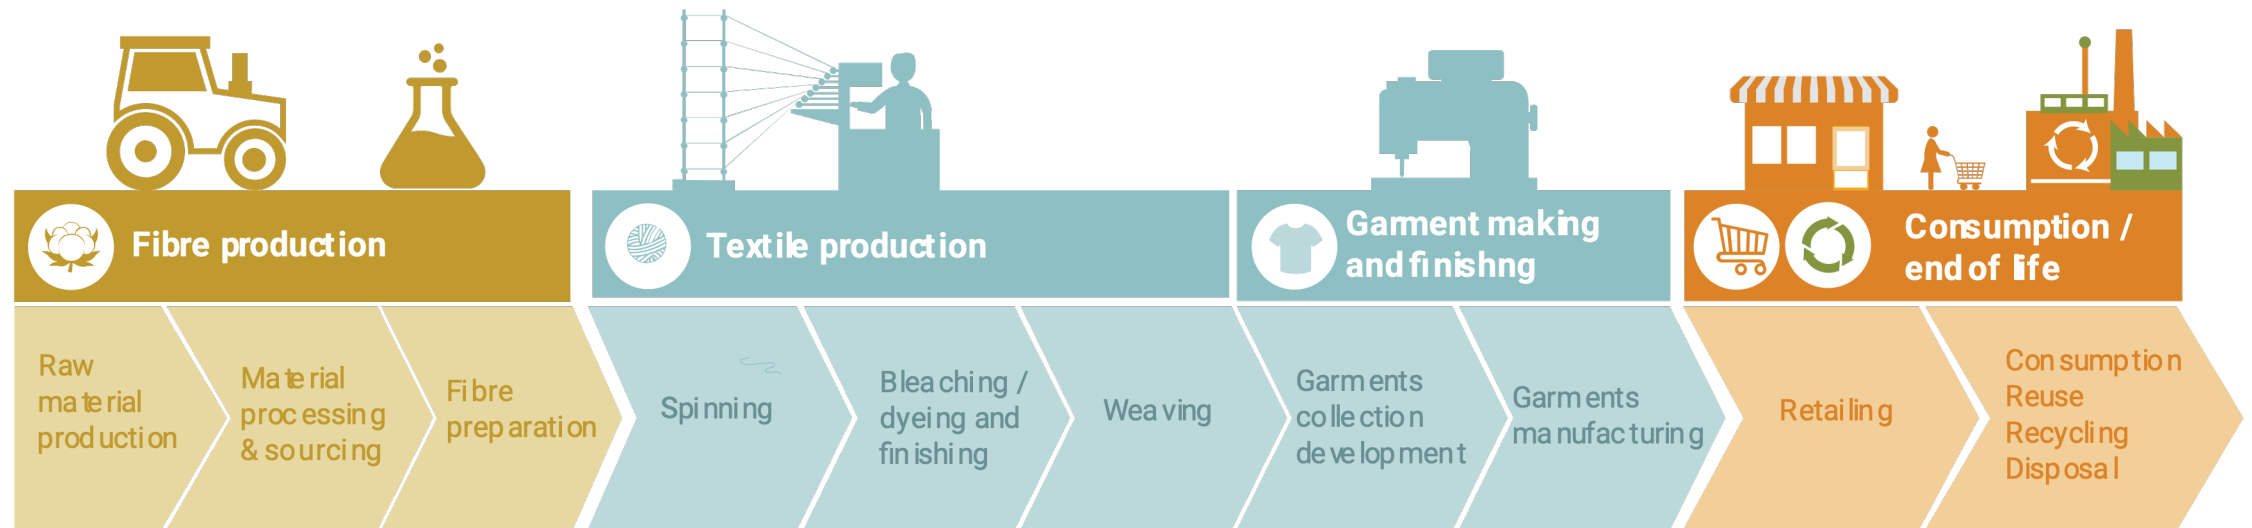 Fibre production
Textile production
Garment making
and finishng
Consumption /
end of life
Raw
material
production
Material
processing
& sourcing
Fibre
preparation
Spinning
Bleaching /
dyeing and
finishing
Weaving
Garments
collection
development
Garments
manufacturing
Retailing
Consumption
Reuse
Recycling
Disposal